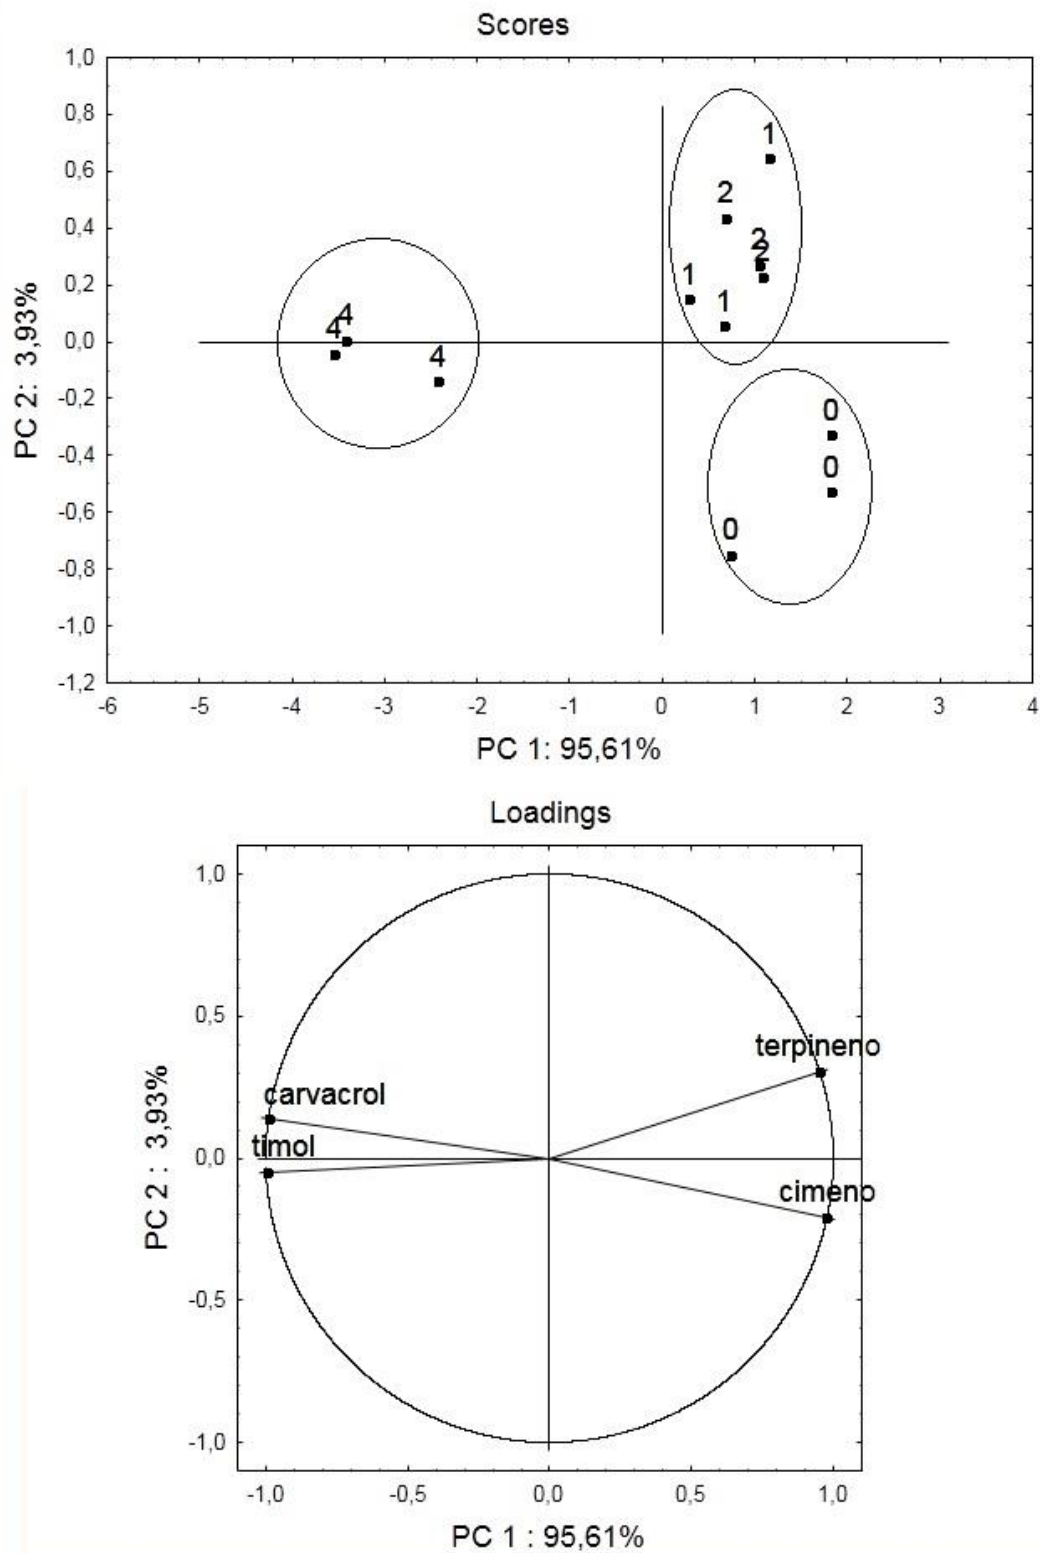 Scores
1,0
0,8
0,6
0,4
0,2
0,0
-0,2
-0,4
-0,6
-0,8
-1,0
-1,2
PC 2: 3,93%
1
2
2
2
1
1
4
4
4
0
0
0
-6 -5 -4 -3 -2 -1 0 1 2 3 4
PC 1: 95,61%
Loadings
1,0
0,5
0,0
-0,5
-1,0
PC 2 : 3,93%
terpineno
carvacrol
timol
cimeno
-1,0 -0,5 0,0 0,5 1,0
PC 1 : 95,61%